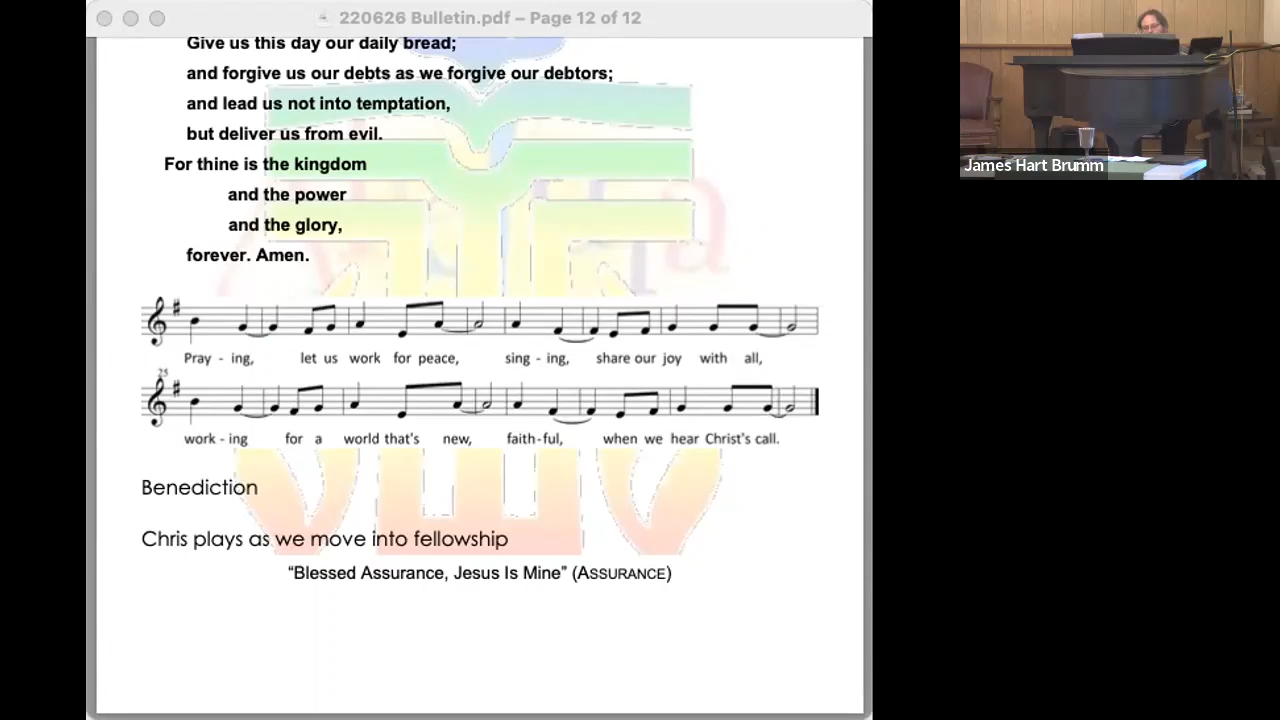 220626 Bulletin.pdf – Page 12 of 12
Give us this day our daily bread;
and forgive us our debts as we forgive our debtors;
and lead us not into temptation,
but deliver us from evil.
For thine is the kingdom
and the power
and the glory,
forever. Amen.
Pray - ing, let us work for peace, sing - ing, share our joy with all,
25
work - ing for a world that's new, faith-ful, when we hear Christ's call.
Benediction
Chris plays as we move into fellowship
“Blessed Assurance, Jesus Is Mine” (ASSURANCE)
James Hart Brumm